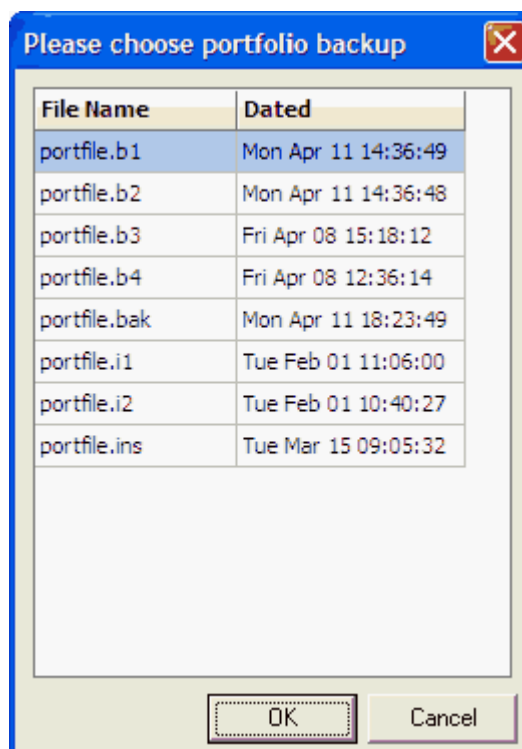 Please choose portfolio backup
File Name Dated
portfile.b1 Mon Apr 11 14:36:49
portfile.b2 Mon Apr 11 14:36:48
portfile.b3 Fri Apr 08 15:18:12
portfile.b4 Fri Apr 08 12:36:14
portfile.bak Mon Apr 11 18:23:49
portfile.i1 Tue Feb 01 11:06:00
portfile.i2 Tue Feb 01 10:40:27
portfile.ins Tue Mar 15 09:05:32
OK Cancel